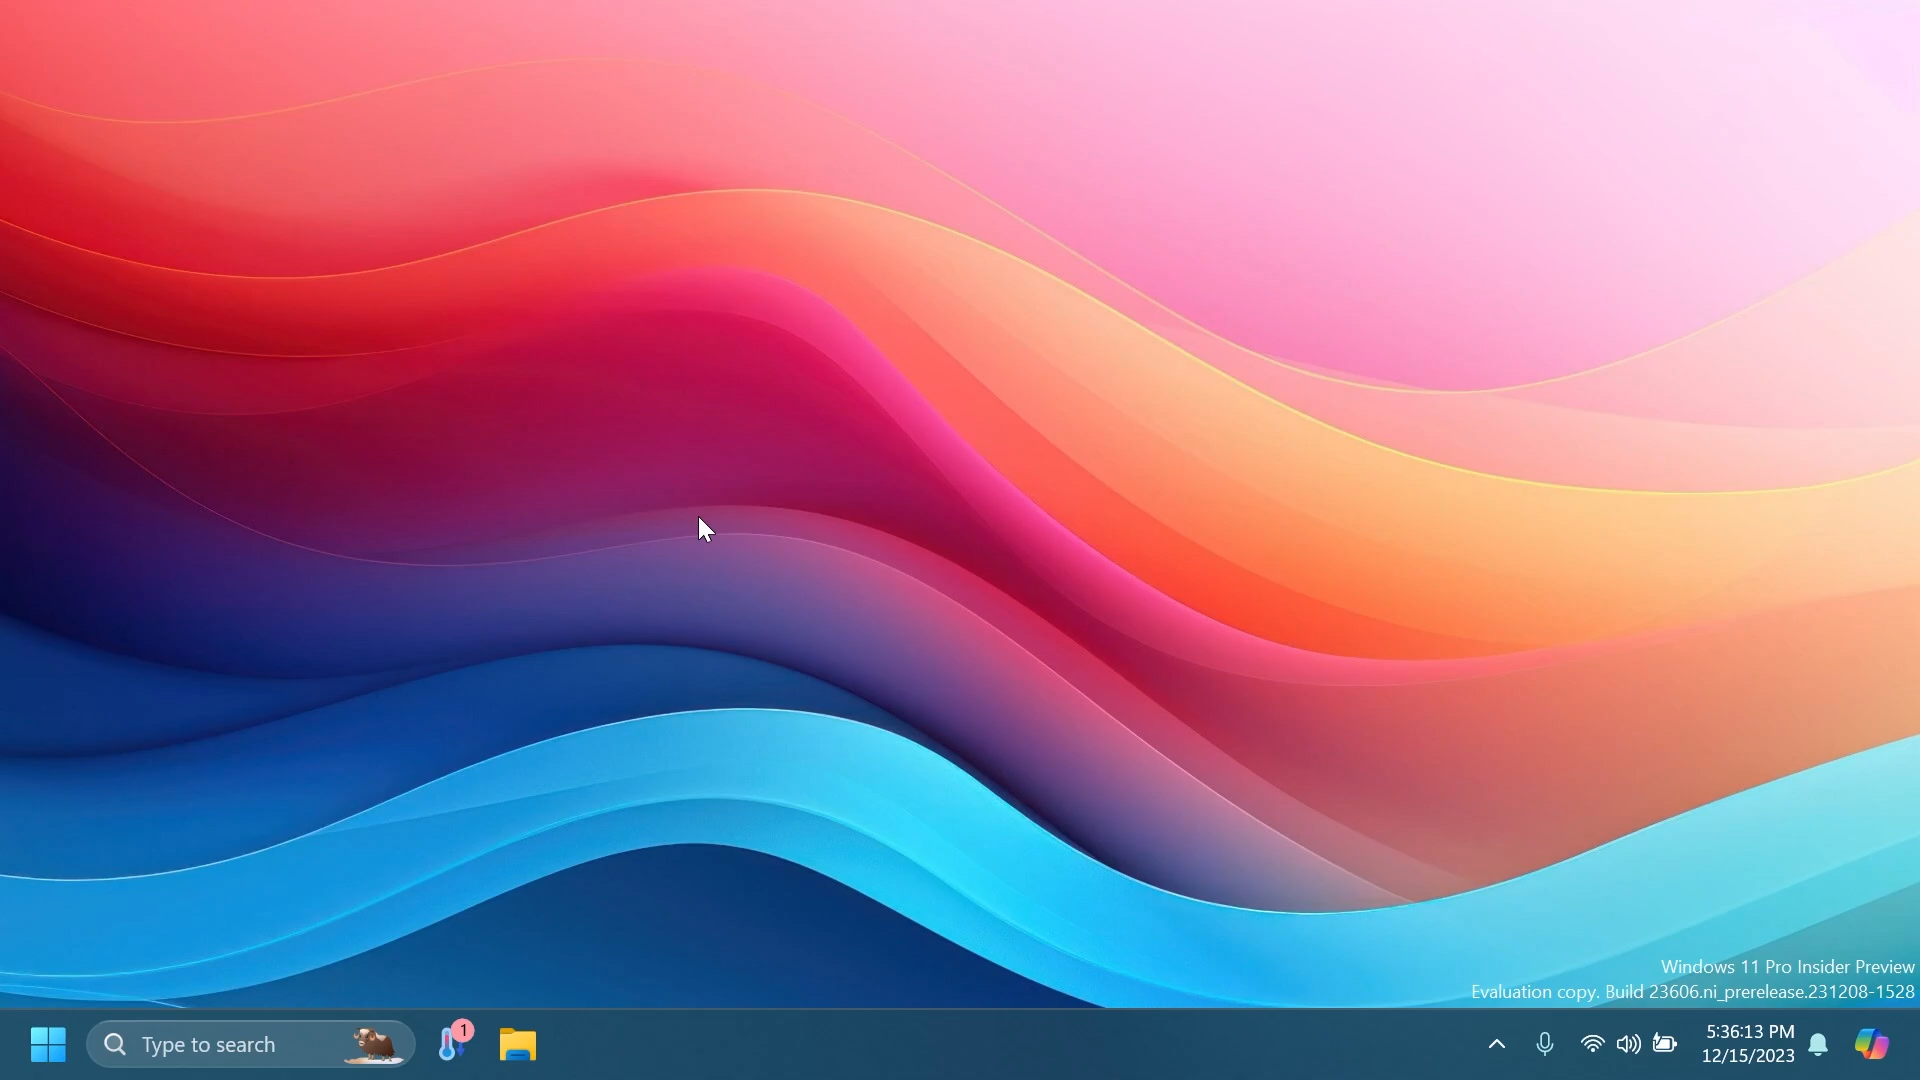 Windows 11 Pro Insider Preview
Evaluation copy. Build 23606.ni_prerelease.231208-1528
Type to search
1
5:36:13 PM
12/15/2023